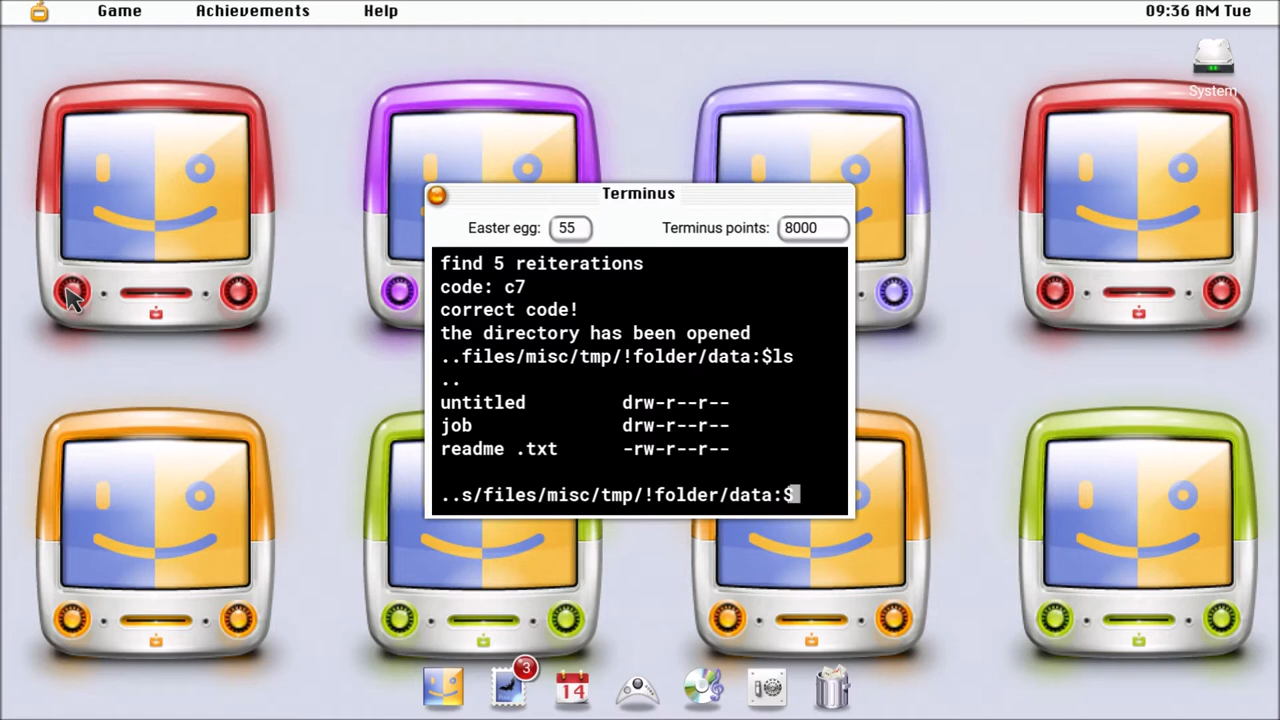 Game Achievements Help 09:36 AM Tue
System
Terminus
Easter egg: 55 Terminus points: 8000
find 5 reiterations
code: c7
correct code!
the directory has been opened
..files/misc/tmp/!folder/data:$ls
..
untitled drw-r--r--
job drw-r--r--
readme .txt -rw-r--r--
..s/files/misc/tmp/!folder/data:$
3
14